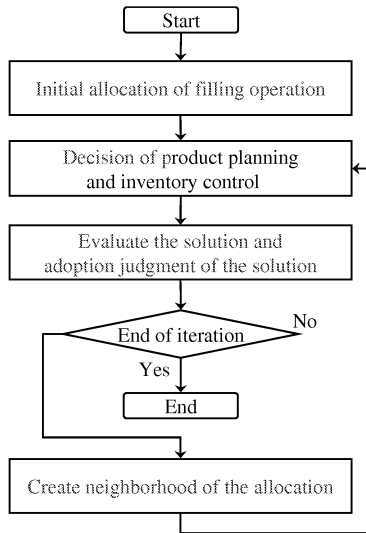 Start
Initial allocation of filling operation
Decision of product planning
and inventory control
Evaluate the solution and
adoption judgment of the solution
End of iteration
No
Yes
End
Create neighborhood of the allocation